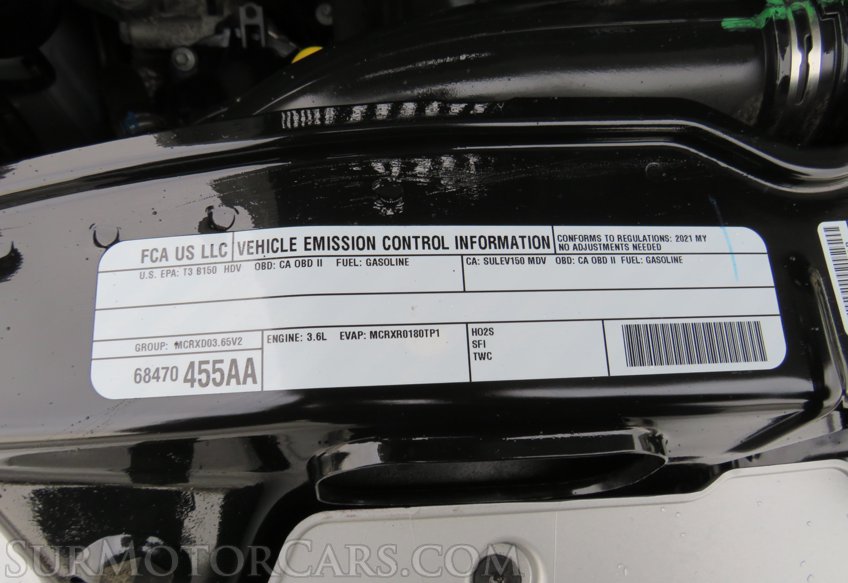 FCA US LLC VEHICLE EMISSION CONTROL INFORMATION CONFORMS TO REGULATIONS: 2021 MY
NO ADJUSTMENTS NEEDED
U.S. EPA: T3 B150 HDV OBD: CA OBD II FUEL: GASOLINE CA: SULEV150 MDV OBD: CA OBD II FUEL: GASOLINE
GROUP: MCRXD03.65V2 ENGINE: 3.6L EVAP: MCRXR0180TP1 HO2S
SFI
TWC
68470 455AA
SurMotorCars.com